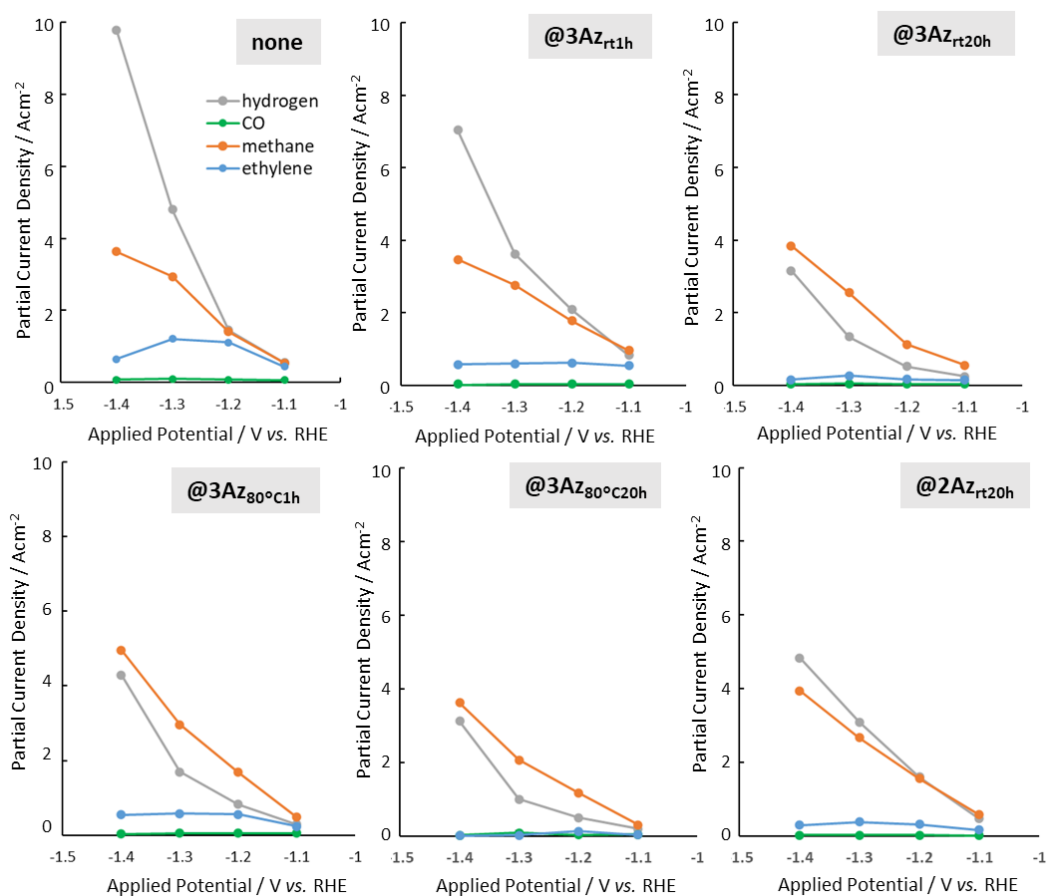 none
hydrogen
CO
methane
ethylene
Partial Current Density / Acm-2
10
8
6
4
2
0
1.5 -1.4 -1.3 -1.2 -1.1 -1
Applied Potential / V vs. RHE
@3Azrt1h
Partial Current Density / Acm-2
10
8
6
4
2
0
1.5 -1.4 -1.3 -1.2 -1.1 -1
Applied Potential / V vs. RHE
@3Azrt20h
Partial Current Density / Acm-2
10
8
6
4
2
0
1.5 -1.4 -1.3 -1.2 -1.1 -1
Applied Potential / V vs. RHE
@3Az80°C1h
Partial Current Density / Acm-2
10
8
6
4
2
0
-1.5 -1.4 -1.3 -1.2 -1.1 -1
Applied Potential / V vs. RHE
@3Az80°C20h
Partial Current Density / Acm-2
10
8
6
4
2
0
-1.5 -1.4 -1.3 -1.2 -1.1 -1
Applied Potential / V vs. RHE
@2Azrt20h
Partial Current Density / Acm-2
10
8
6
4
2
0
-1.5 -1.4 -1.3 -1.2 -1.1 -1
Applied Potential / V vs. RHE